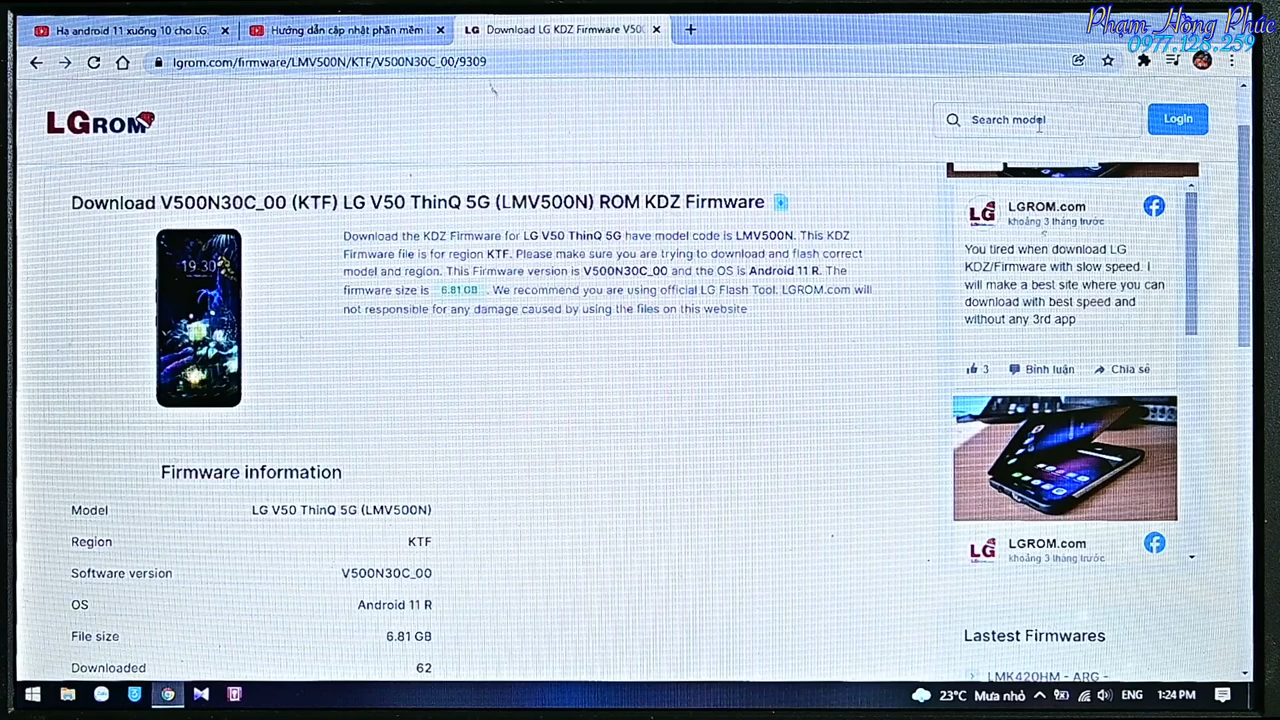 Phạm Hồng Phúc
0977.128.259
Hạ android 11 xuống 10 cho LG
Hướng dẫn cập nhật phần mềm
LG Download LG KDZ Firmware V50
lgrom.com/firmware/LMV500N/KTF/V500N30C_00/9309
LGROM
Search model
Login
Download V500N30C_00 (KTF) LG V50 ThinQ 5G (LMV500N) ROM KDZ Firmware
Download the KDZ Firmware for LG V50 ThinQ 5G have model code is LMV500N. This KDZ
Firmware file is for region KTF. Please make sure you are trying to download and flash correct
model and region. This Firmware version is V500N30C_00 and the OS is Android 11 R. The
firmware size is 6.81 GB . We recommend you are using official LG Flash Tool. LGROM.com will
not responsible for any damage caused by using the files on this website
19:30
Firmware information
Model LG V50 ThinQ 5G (LMV500N)
Region KTF
Software version V500N30C_00
OS Android 11 R
File size 6.81 GB
Downloaded 62
LG
LGROM.com
khoảng 3 tháng trước
You tired when download LG
KDZ/Firmware with slow speed. I
will make a best site where you can
download with best speed and
without any 3rd app
3 Bình luận Chia sẻ
LG
LGROM.com
khoảng 3 tháng trước
Lastest Firmwares
LMK420HM - ARG -
23°C Mưa nhỏ ENG 1:24 PM